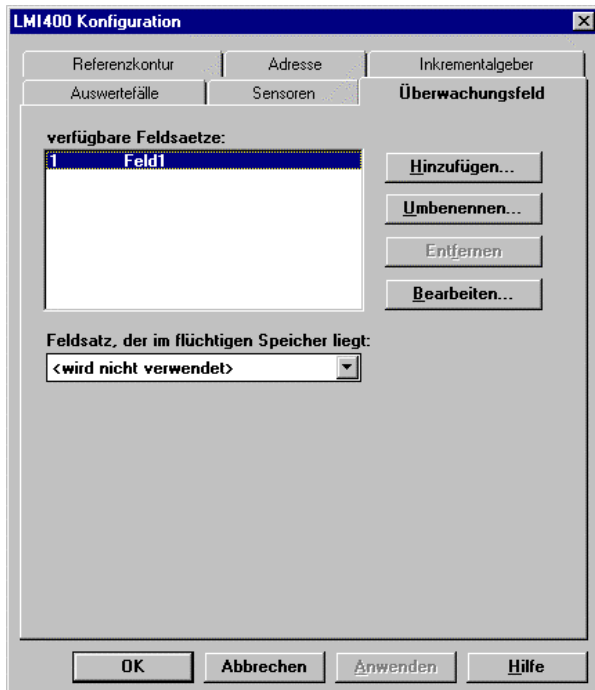 LMI400 Konfiguration
Referenzkontur Adresse Inkrementalgeber
Auswertefälle Sensoren Überwachungsfeld
verfügbare Feldsaetze:
1 Feld1
Hinzufügen...
Umbenennen...
Entfernen
Bearbeiten...
Feldsatz, der im flüchtigen Speicher liegt:
<wird nicht verwendet>
OK Abbrechen Anwenden Hilfe